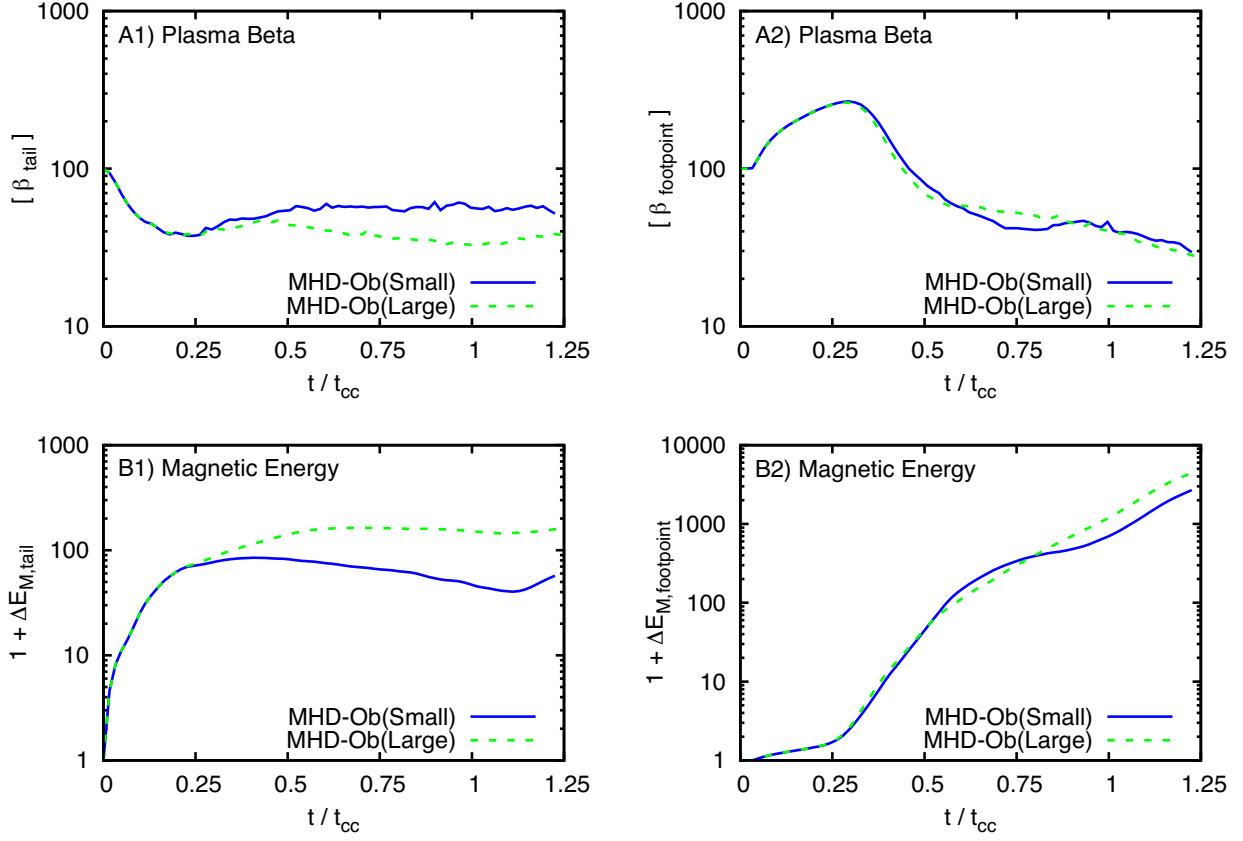 A1) Plasma Beta
1000
100
10
[ β tail ]
MHD-Ob(Small)
MHD-Ob(Large)
0 0.25 0.5 0.75 1 1.25
t / tcc
A2) Plasma Beta
1000
100
10
[ β footpoint ]
MHD-Ob(Small)
MHD-Ob(Large)
0 0.25 0.5 0.75 1 1.25
t / tcc
B1) Magnetic Energy
1000
100
10
1
1 + ΔEM,tail
MHD-Ob(Small)
MHD-Ob(Large)
0 0.25 0.5 0.75 1 1.25
t / tcc
B2) Magnetic Energy
10000
1000
100
10
1
1 + ΔEM,footpoint
MHD-Ob(Small)
MHD-Ob(Large)
0 0.25 0.5 0.75 1 1.25
t / tcc